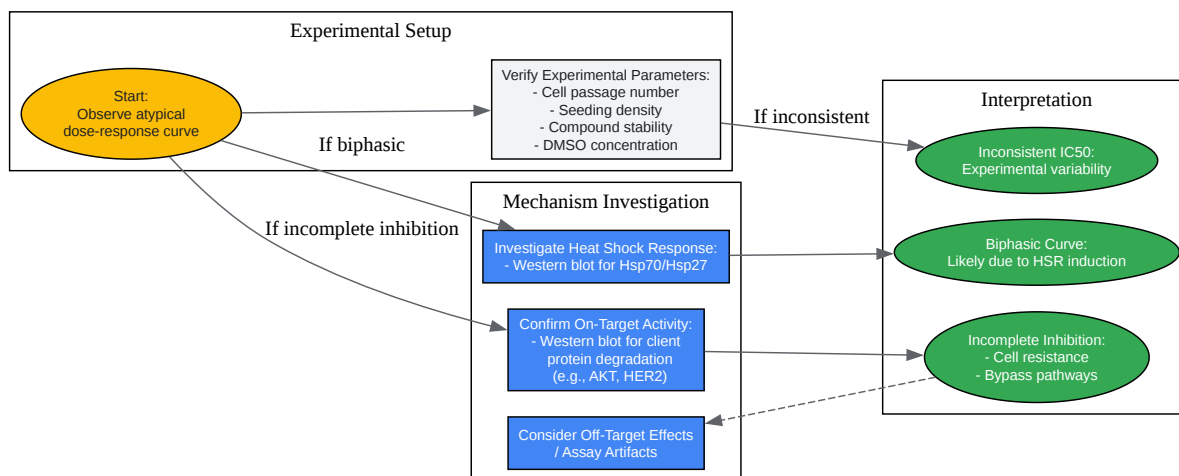 Experimental Setup
Start:
Observe atypical
dose-response curve
Verify Experimental Parameters:
- Cell passage number
- Seeding density
- Compound stability
- DMSO concentration
If inconsistent
If biphasic
If incomplete inhibition
Mechanism Investigation
Investigate Heat Shock Response:
- Western blot for Hsp70/Hsp27
Confirm On-Target Activity:
- Western blot for client
protein degradation
(e.g., AKT, HER2)
Consider Off-Target Effects
/ Assay Artifacts
Interpretation
Inconsistent IC50:
Experimental variability
Biphasic Curve:
Likely due to HSR induction
Incomplete Inhibition:
- Cell resistance
- Bypass pathways